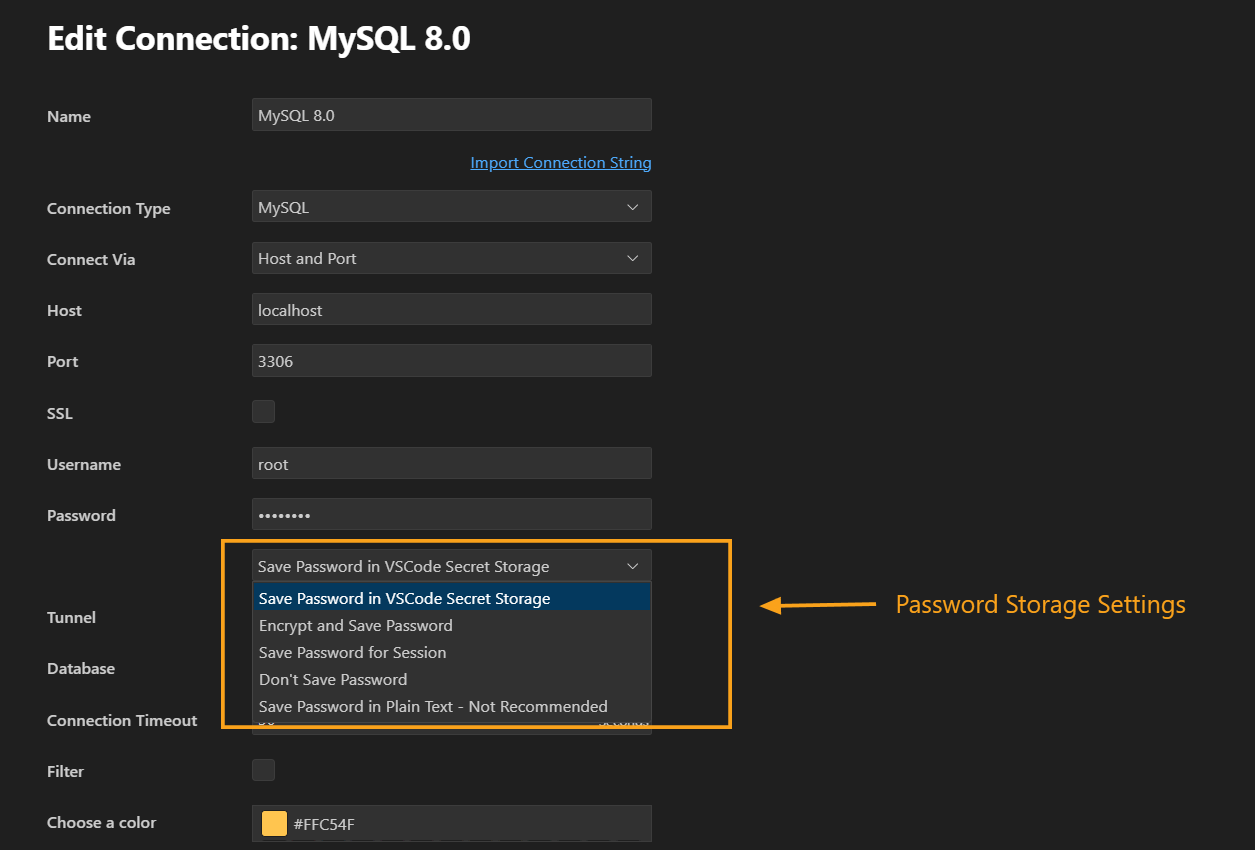 Edit Connection: MySQL 8.0
Name
MySQL 8.0
Import Connection String
Connection Type
MySQL
Connect Via
Host and Port
Host
localhost
Port
3306
SSL
Username
root
Password
••••••••
Save Password in VSCode Secret Storage
Save Password in VSCode Secret Storage
Encrypt and Save Password
Save Password for Session
Don't Save Password
Save Password in Plain Text - Not Recommended
Password Storage Settings
Tunnel
Database
Connection Timeout
Filter
Choose a color
#FFC54F